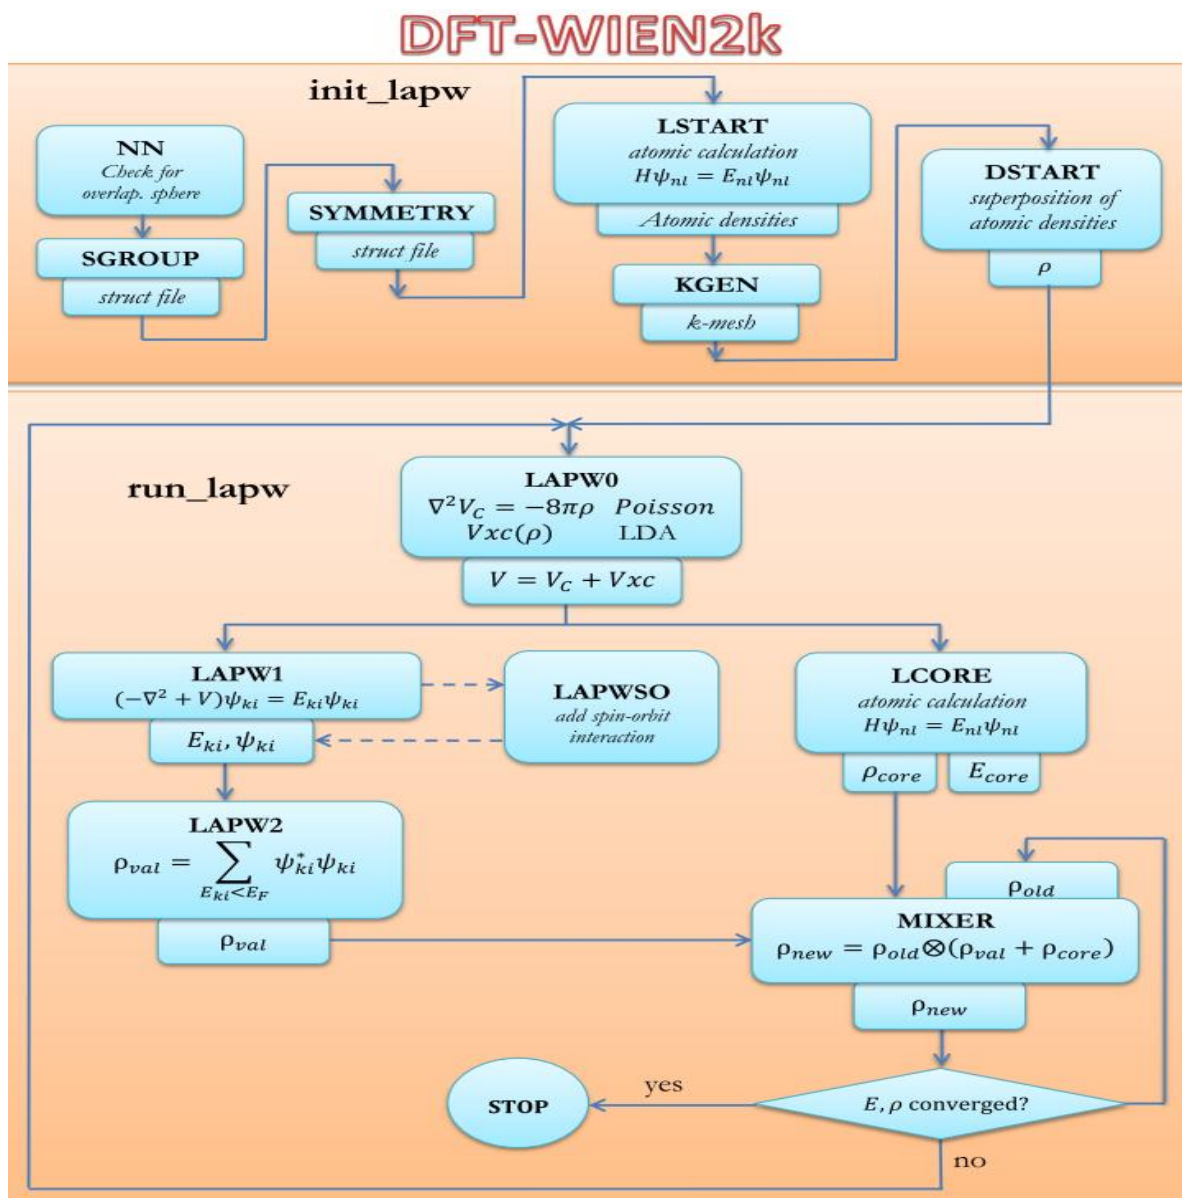 DFT-WIEN2k
init_lapw
NN
Check for
overlap. sphere
SGROUP
struct file
SYMMETRY
struct file
LSTART
atomic calculation
Hψnl = Enlψnl
Atomic densities
KGEN
k-mesh
DSTART
superposition of
atomic densities
ρ
run_lapw
LAPW0
∇²VC = −8πρ Poisson
Vxc(ρ) LDA
V = VC + Vxc
LAPW1
(−∇² + V)ψki = Ekiψki
Eki, ψki
LAPWSO
add spin-orbit
interaction
LCORE
atomic calculation
Hψnl = Enlψnl
ρcore
Ecore
LAPW2
ρval = ∑ ψ*kiψki
Eki<EF
ρval
ρold
MIXER
ρnew = ρold⊗(ρval + ρcore)
ρnew
E, ρ converged?
yes
STOP
no